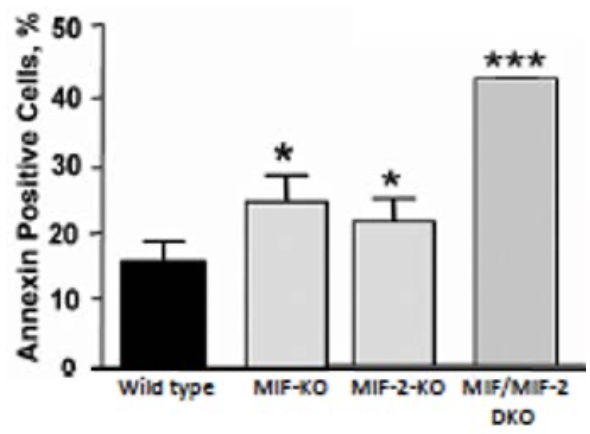 Annexin Positive Cells, %
50
40
30
20
10
0
*
*
***
Wild type
MIF-KO
MIF-2-KO
MIF/MIF-2
DKO